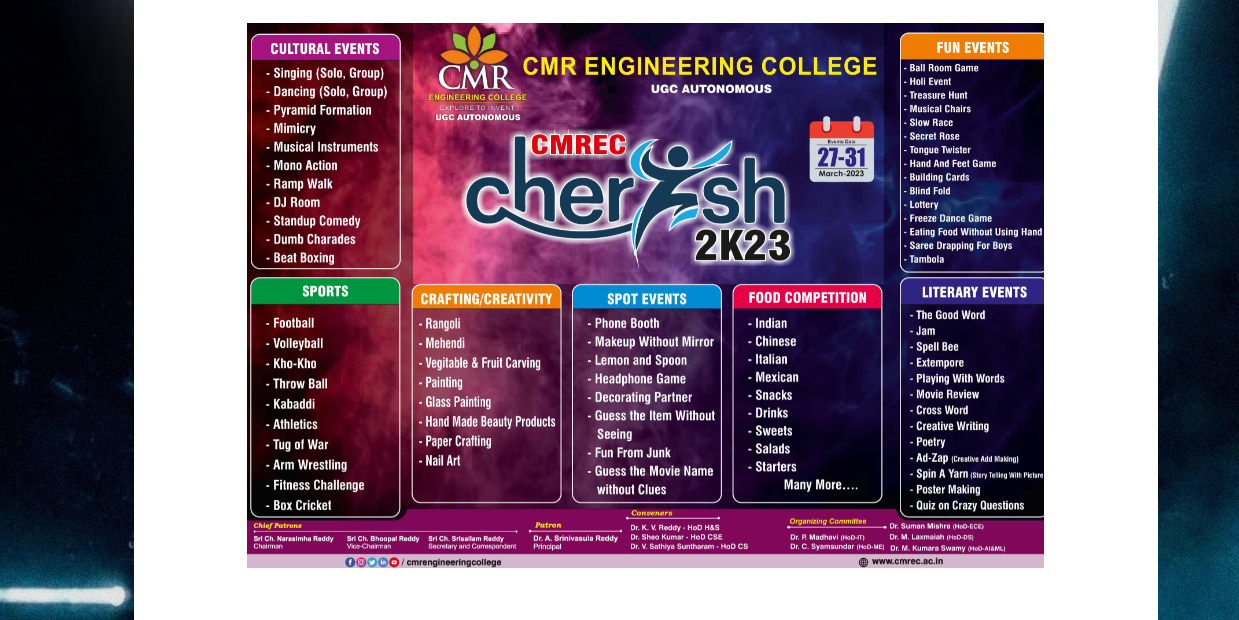 CULTURAL EVENTS
- Singing (Solo, Group)
- Dancing (Solo, Group)
- Pyramid Formation
- Mimicry
- Musical Instruments
- Mono Action
- Ramp Walk
- DJ Room
- Standup Comedy
- Dumb Charades
- Beat Boxing
CMR
ENGINEERING COLLEGE
EXPLORE TO INVENT
UGC AUTONOMOUS
CMR ENGINEERING COLLEGE
UGC AUTONOMOUS
CMREC
cherish
2K23
Events Date
27-31
March-2023
FUN EVENTS
- Ball Room Game
- Holi Event
- Treasure Hunt
- Musical Chairs
- Slow Race
- Secret Rose
- Tongue Twister
- Hand And Feet Game
- Building Cards
- Blind Fold
- Lottery
- Freeze Dance Game
- Eating Food Without Using Hand
- Saree Drapping For Boys
- Tambola
SPORTS
- Football
- Volleyball
- Kho-Kho
- Throw Ball
- Kabaddi
- Athletics
- Tug of War
- Arm Wrestling
- Fitness Challenge
- Box Cricket
CRAFTING/CREATIVITY
- Rangoli
- Mehendi
- Vegitable & Fruit Carving
- Painting
- Glass Painting
- Hand Made Beauty Products
- Paper Crafting
- Nail Art
SPOT EVENTS
- Phone Booth
- Makeup Without Mirror
- Lemon and Spoon
- Headphone Game
- Decorating Partner
- Guess the Item Without
Seeing
- Fun From Junk
- Guess the Movie Name
without Clues
FOOD COMPETITION
- Indian
- Chinese
- Italian
- Mexican
- Snacks
- Drinks
- Sweets
- Salads
- Starters
Many More....
LITERARY EVENTS
- The Good Word
- Jam
- Spell Bee
- Extempore
- Playing With Words
- Movie Review
- Cross Word
- Creative Writing
- Poetry
- Ad-Zap (Creative Add Making)
- Spin A Yarn (Story Telling With Picture
- Poster Making
- Quiz on Crazy Questions
Chief Patrons
Sri Ch. Narasimha Reddy
Chairman
Sri Ch. Bhoopal Reddy
Vice-Chairman
Sri Ch. Srisailam Reddy
Secretary and Correspondent
Patron
Dr. A. Srinivasula Reddy
Principal
Conveners
Dr. K. V. Reddy - HoD H&S
Dr. Sheo Kumar - HoD CSE
Dr. V. Sathiya Suntharam - HoD CS
Organizing Committee
Dr. P. Madhavi (HoD-IT)
Dr. C. Syamsundar (HoD-ME)
Dr. Suman Mishra (HoD-ECE)
Dr. M. Laxmaiah (HoD-DS)
Dr. M. Kumara Swamy (HoD-AI&ML)
/ cmrengineeringcollege
www.cmrec.ac.in